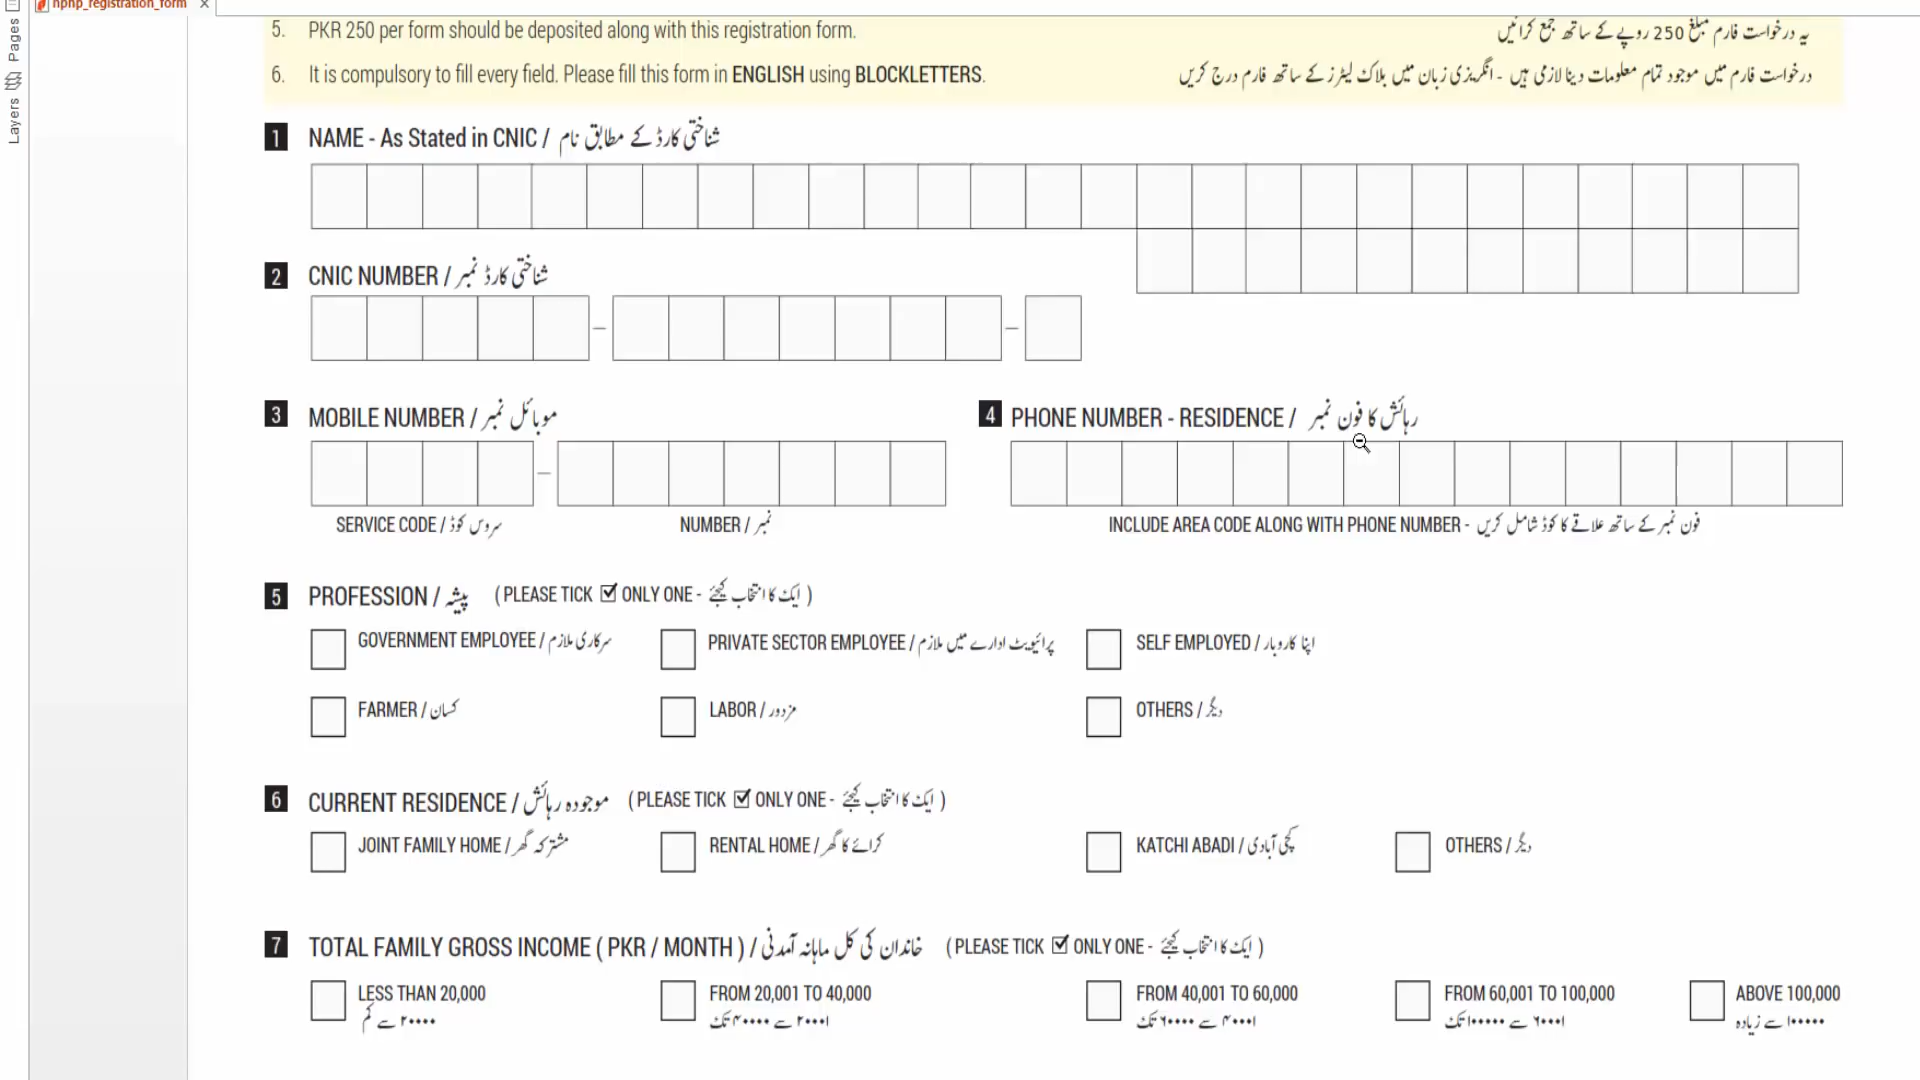 nphp_registration_form
Pages
Layers
5. PKR 250 per form should be deposited along with this registration form.
یہ درخواست فارم مبلغ 250 روپے کے ساتھ جمع کرائیں
6. It is compulsory to fill every field. Please fill this form in ENGLISH using BLOCKLETTERS.
درخواست فارم میں موجود تمام معلومات دینا لازمی ہیں - انگریزی زبان میں بلاک لیٹرز کے ساتھ فارم درج کریں
1 NAME - As Stated in CNIC / شناختی کارڈ کے مطابق نام
2 CNIC NUMBER / شناختی کارڈ نمبر
3 MOBILE NUMBER / موبائل نمبر
SERVICE CODE / سروس کوڈ
NUMBER / نمبر
4 PHONE NUMBER - RESIDENCE / رہائش کا فون نمبر
INCLUDE AREA CODE ALONG WITH PHONE NUMBER - فون نمبر کے ساتھ علاقے کا کوڈ شامل کریں
5 PROFESSION / پیشہ ( PLEASE TICK ☑ ONLY ONE - ایک کا انتخاب کیجئے )
GOVERNMENT EMPLOYEE / سرکاری ملازم
PRIVATE SECTOR EMPLOYEE / پرائیویٹ ادارے میں ملازم
SELF EMPLOYED / اپنا کاروبار
FARMER / کسان
LABOR / مزدور
OTHERS / دیگر
6 CURRENT RESIDENCE / موجودہ رہائش ( PLEASE TICK ☑ ONLY ONE - ایک کا انتخاب کیجئے )
JOINT FAMILY HOME / مشترکہ گھر
RENTAL HOME / کرائے کا گھر
KATCHI ABADI / کچی آبادی
OTHERS / دیگر
7 TOTAL FAMILY GROSS INCOME ( PKR / MONTH ) / خاندان کی کل ماہانہ آمدنی ( PLEASE TICK ☑ ONLY ONE - ایک کا انتخاب کیجئے )
LESS THAN 20,000
۲۰۰۰۰ سے کم
FROM 20,001 TO 40,000
۲۰۰۰۱ سے ۴۰۰۰۰ تک
FROM 40,001 TO 60,000
۴۰۰۰۱ سے ۶۰۰۰۰ تک
FROM 60,001 TO 100,000
۶۰۰۰۱ سے ۱۰۰۰۰۰ تک
ABOVE 100,000
۱۰۰۰۰۰ سے زیادہ